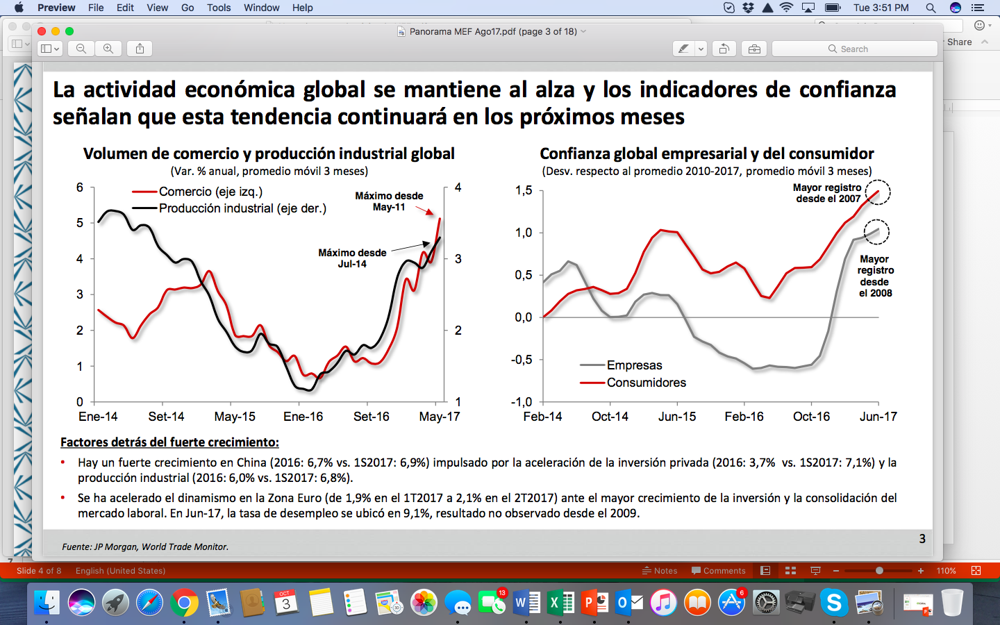 Preview File Edit View Go Tools Window Help
Tue 3:51 PM
Panorama MEF Ago17.pdf (page 3 of 18)
Search
Share
La actividad económica global se mantiene al alza y los indicadores de confianza
señalan que esta tendencia continuará en los próximos meses
Volumen de comercio y producción industrial global
(Var. % anual, promedio móvil 3 meses)
6
5
4
3
2
1
0
4
3
2
1
Comercio (eje izq.)
Producción industrial (eje der.)
Máximo desde
May-11
Máximo desde
Jul-14
Ene-14 Set-14 May-15 Ene-16 Set-16 May-17
Confianza global empresarial y del consumidor
(Desv. respecto al promedio 2010-2017, promedio móvil 3 meses)
1,5
1,0
0,5
0,0
-0,5
-1,0
Mayor registro
desde el 2007
Mayor
registro
desde
el 2008
Empresas
Consumidores
Feb-14 Oct-14 Jun-15 Feb-16 Oct-16 Jun-17
Factores detrás del fuerte crecimiento:
• Hay un fuerte crecimiento en China (2016: 6,7% vs. 1S2017: 6,9%) impulsado por la aceleración de la inversión privada (2016: 3,7% vs. 1S2017: 7,1%) y la
producción industrial (2016: 6,0% vs. 1S2017: 6,8%).
• Se ha acelerado el dinamismo en la Zona Euro (de 1,9% en el 1T2017 a 2,1% en el 2T2017) ante el mayor crecimiento de la inversión y la consolidación del
mercado laboral. En Jun-17, la tasa de desempleo se ubicó en 9,1%, resultado no observado desde el 2009.
Fuente: JP Morgan, World Trade Monitor.
3
Slide 4 of 8 English (United States)
Notes Comments
110%
OCT
3
13
6